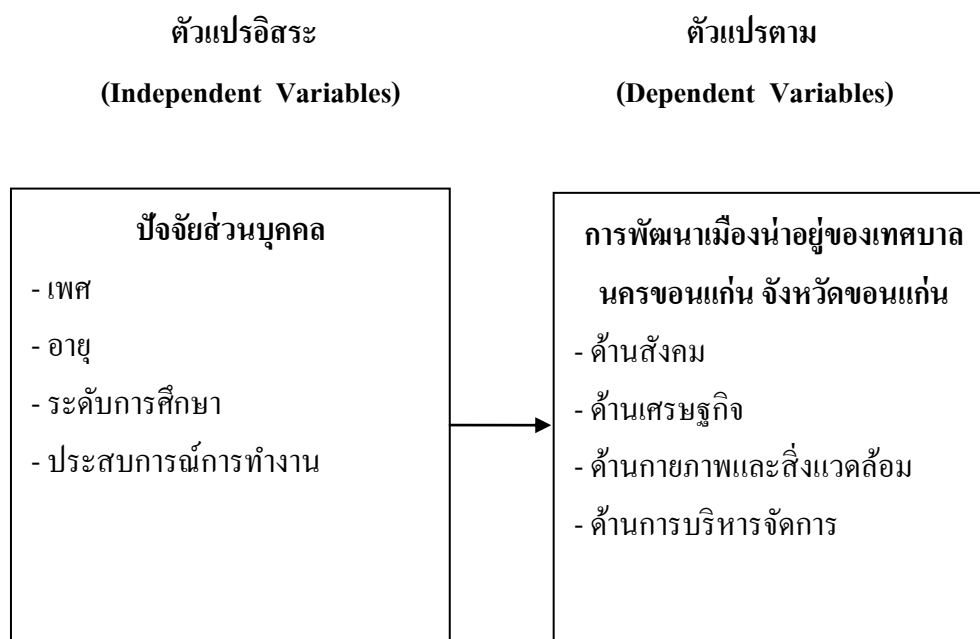 ตัวแปรอิสระ
(Independent Variables)
ตัวแปรตาม
(Dependent Variables)
ปัจจัยส่วนบุคคล
- เพศ
- อายุ
- ระดับการศึกษา
- ประสบการณ์การทำงาน
การพัฒนาเมืองน่าอยู่ของเทศบาล
นครขอนแก่น จังหวัดขอนแก่น
- ด้านสังคม
- ด้านเศรษฐกิจ
- ด้านกายภาพและสิ่งแวดล้อม
- ด้านการบริหารจัดการ